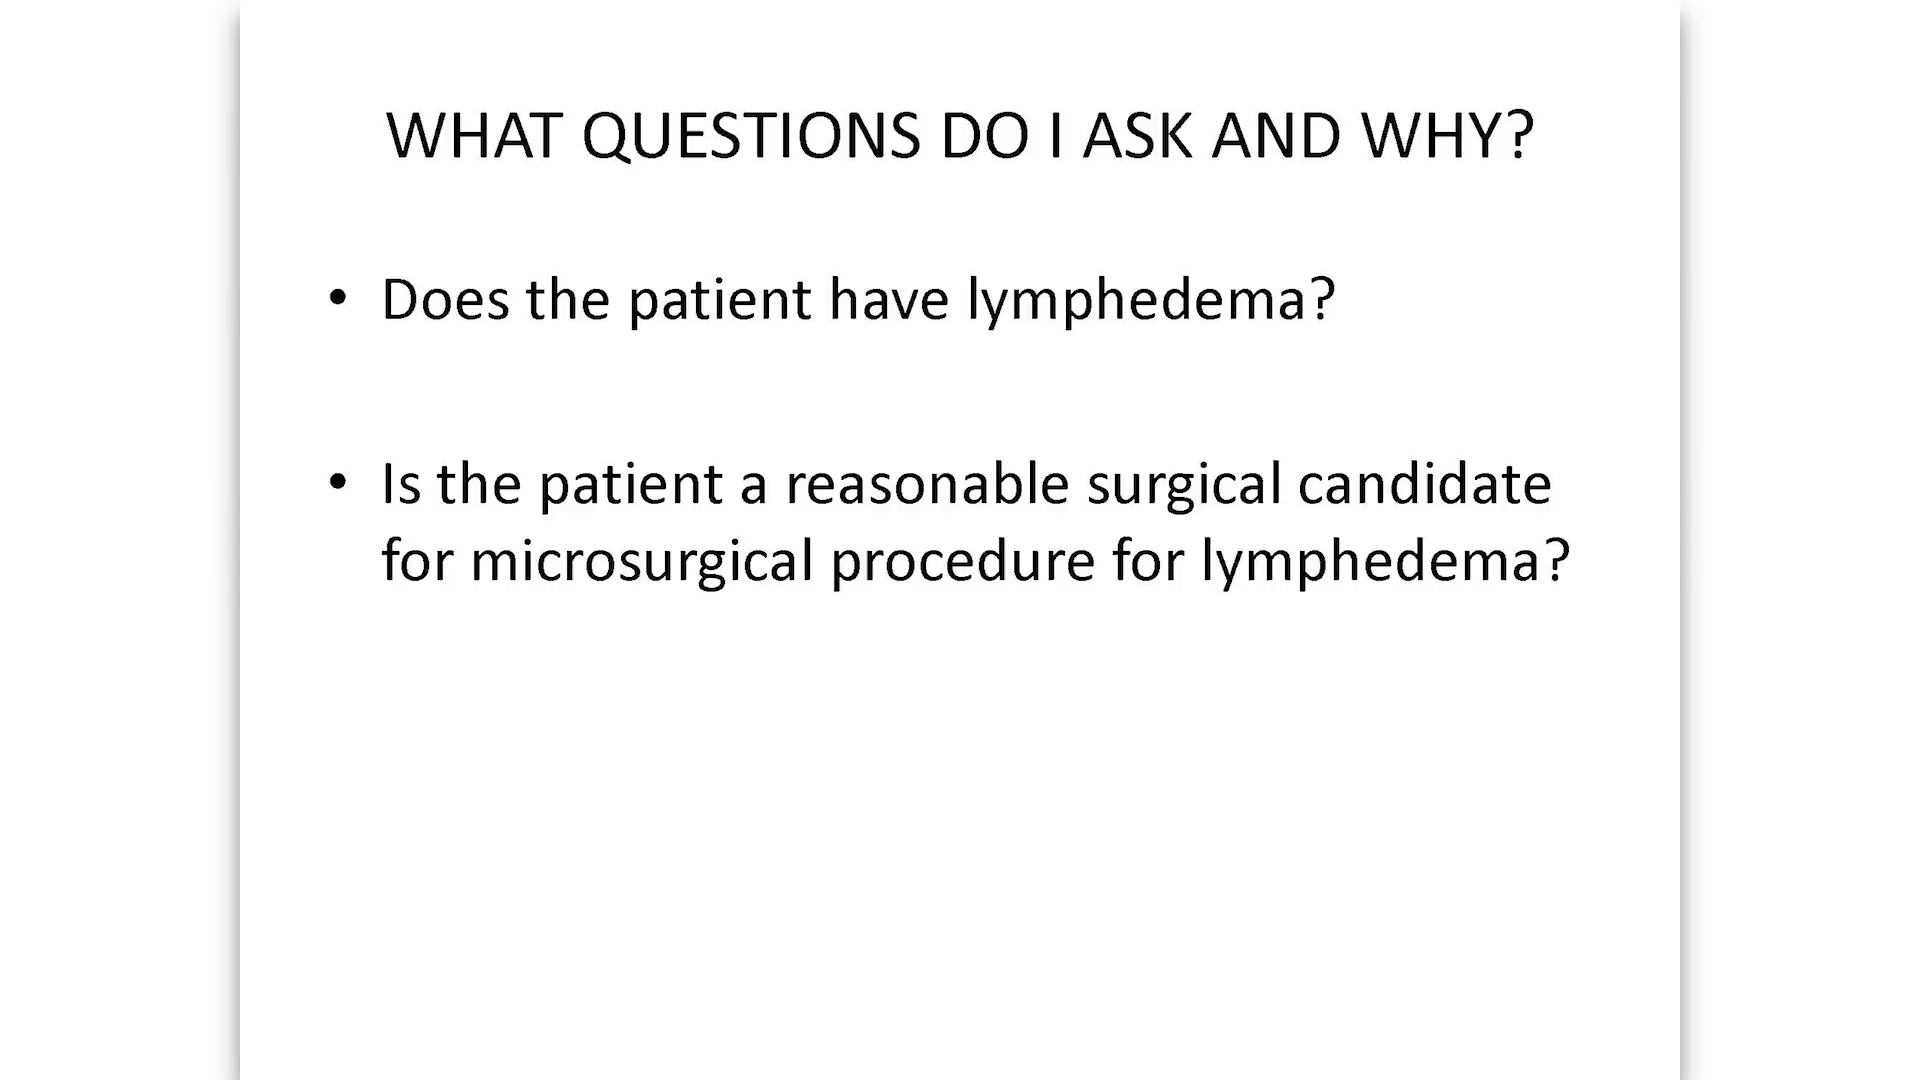 WHAT QUESTIONS DO I ASK AND WHY?
• Does the patient have lymphedema?
• Is the patient a reasonable surgical candidate
for microsurgical procedure for lymphedema?